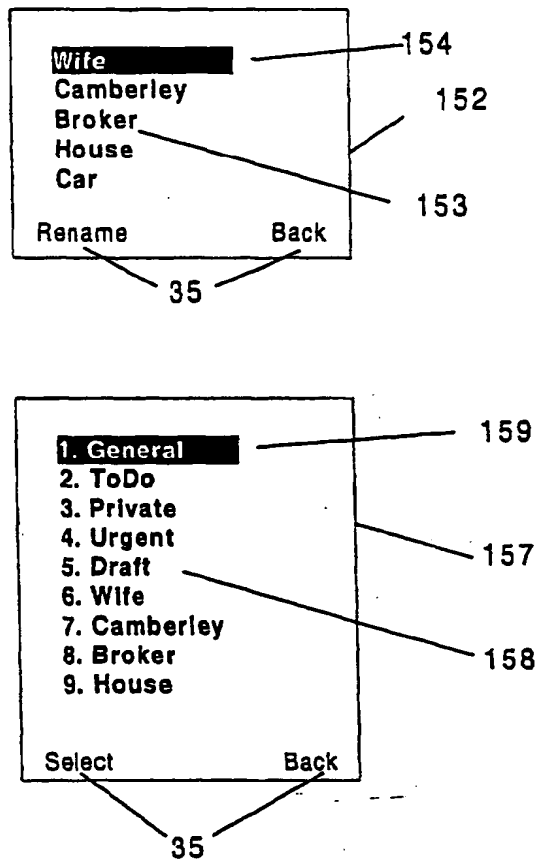 Wife
154
Camberley
152
Broker
House
Car
153
Rename Back
35
1. General
159
2. ToDo
3. Private
4. Urgent
157
5. Draft
6. Wife
7. Camberley
158
8. Broker
9. House
Select Back
35